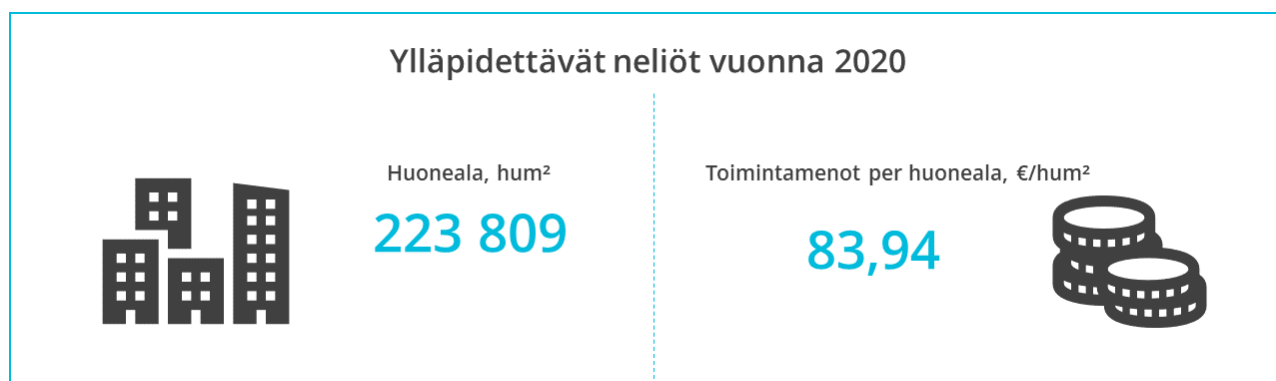 Ylläpidettävät neliöt vuonna 2020
Huoneala, hum²
223 809
Toimintamenot per huoneala, €/hum²
83,94